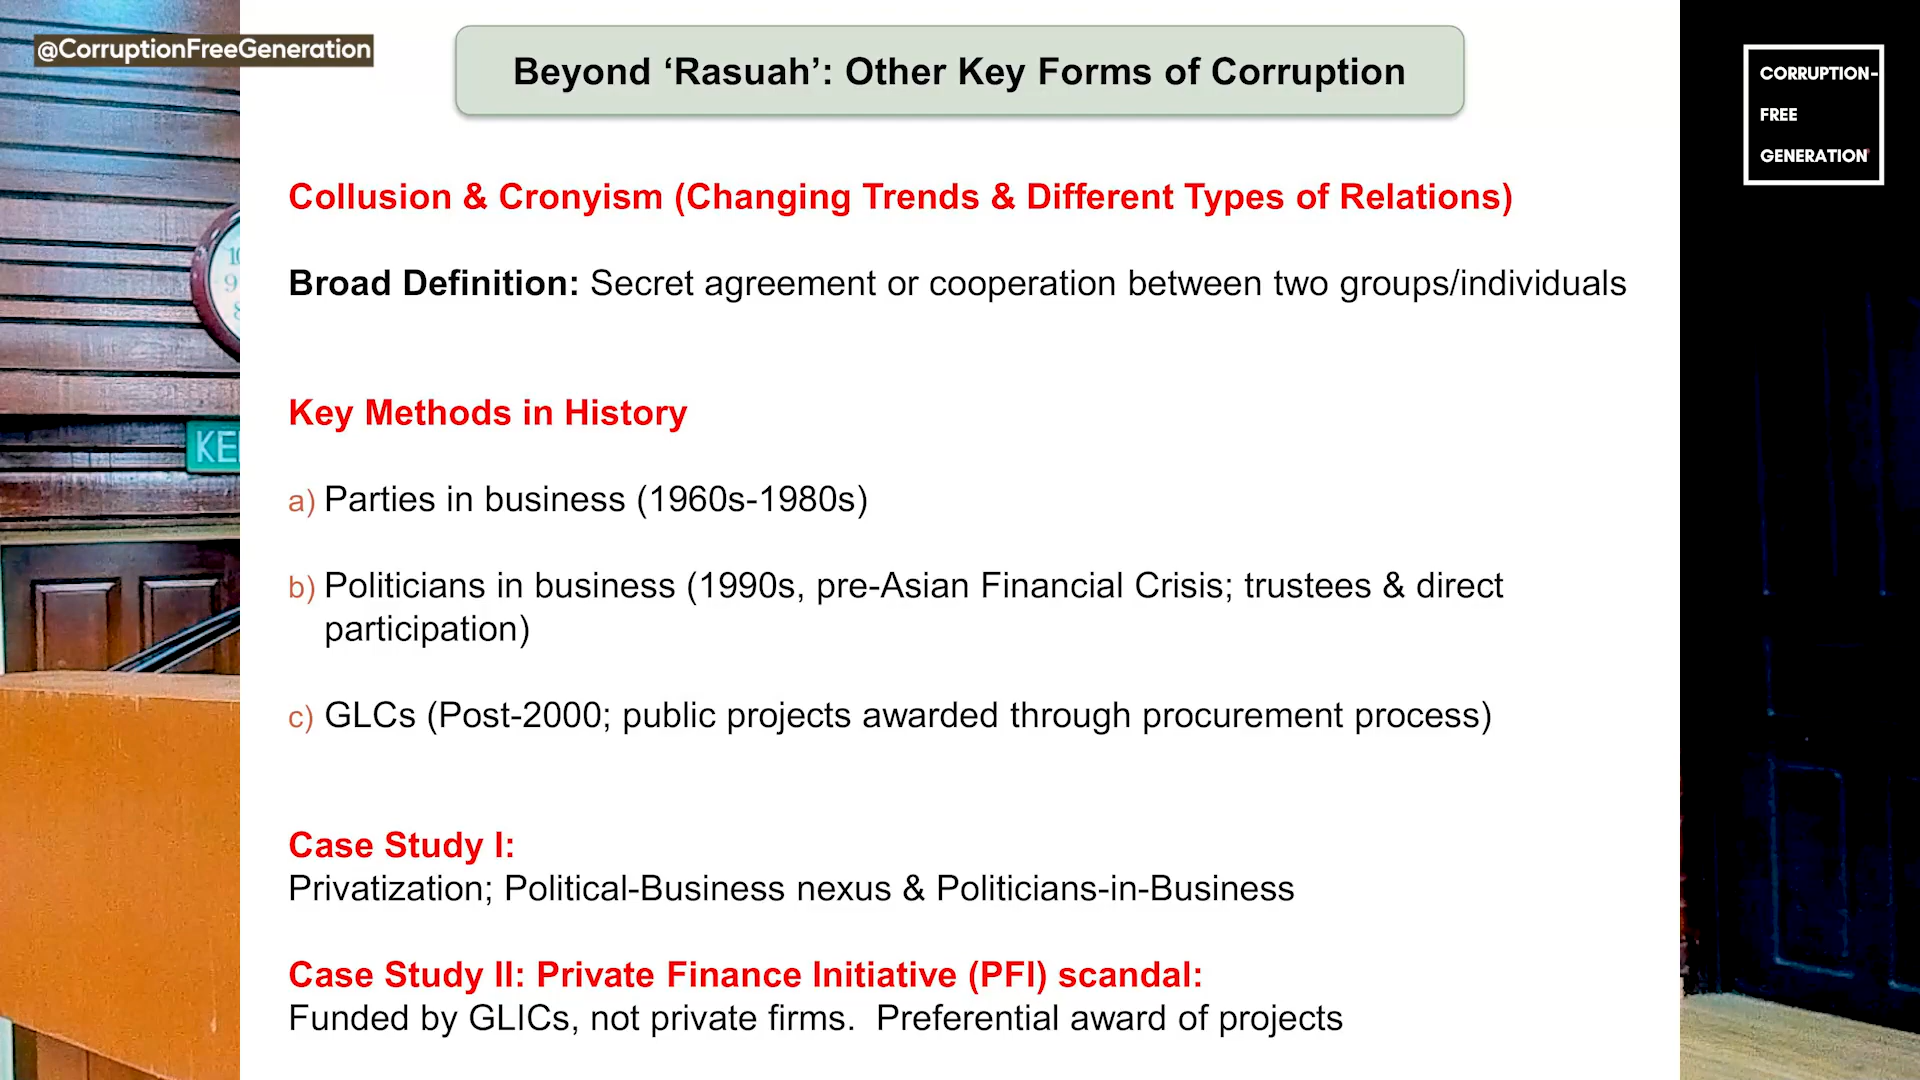 @CorruptionFreeGeneration
Beyond ‘Rasuah’: Other Key Forms of Corruption
CORRUPTION-
FREE
GENERATION
Collusion & Cronyism (Changing Trends & Different Types of Relations)
Broad Definition: Secret agreement or cooperation between two groups/individuals
Key Methods in History
a) Parties in business (1960s-1980s)
b) Politicians in business (1990s, pre-Asian Financial Crisis; trustees & direct
participation)
c) GLCs (Post-2000; public projects awarded through procurement process)
Case Study I:
Privatization; Political-Business nexus & Politicians-in-Business
Case Study II: Private Finance Initiative (PFI) scandal:
Funded by GLICs, not private firms. Preferential award of projects
10
9
8
KE